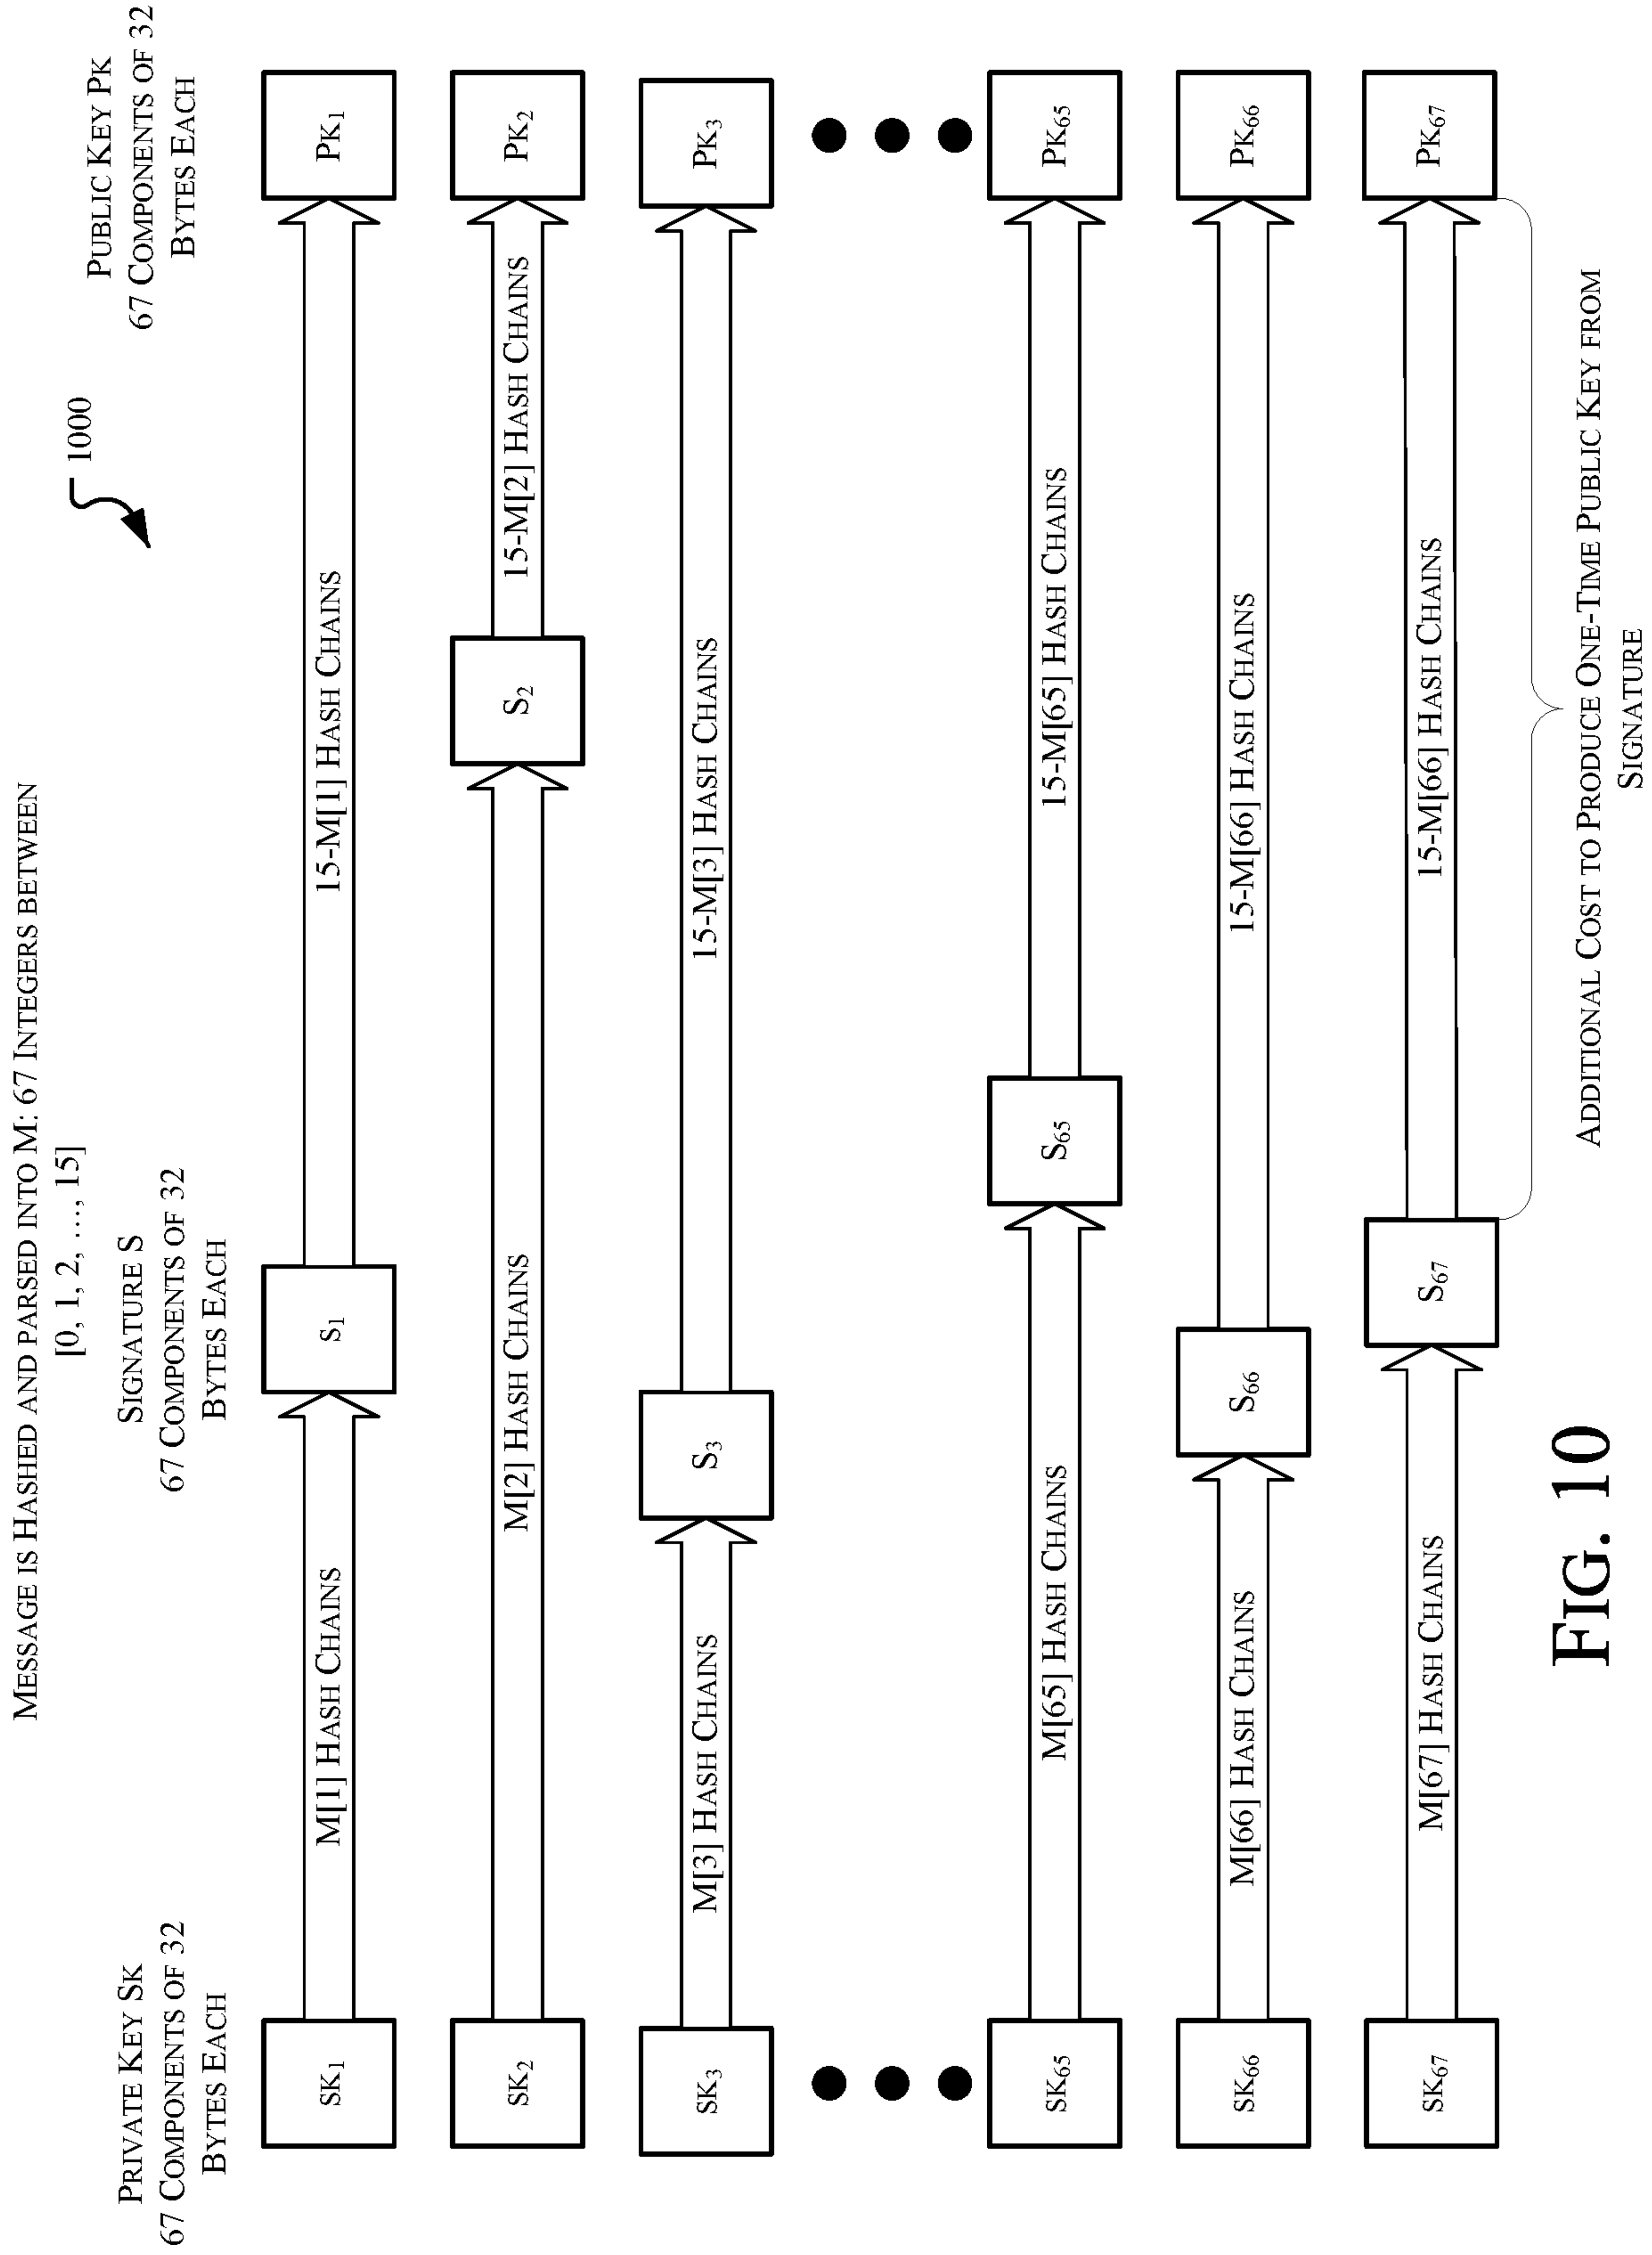 MESSAGE IS HASHED AND PARSED INTO M: 67 INTEGERS BETWEEN
[0, 1, 2, …, 15]
1000
PRIVATE KEY SK
67 COMPONENTS OF 32
BYTES EACH
SIGNATURE S
67 COMPONENTS OF 32
BYTES EACH
PUBLIC KEY PK
67 COMPONENTS OF 32
BYTES EACH
SK1 M[1] HASH CHAINS S1 15-M[1] HASH CHAINS PK1
SK2 M[2] HASH CHAINS S2 15-M[2] HASH CHAINS PK2
SK3 M[3] HASH CHAINS S3 15-M[3] HASH CHAINS PK3
SK65 M[65] HASH CHAINS S65 15-M[65] HASH CHAINS PK65
SK66 M[66] HASH CHAINS S66 15-M[66] HASH CHAINS PK66
SK67 M[67] HASH CHAINS S67 15-M[66] HASH CHAINS PK67
ADDITIONAL COST TO PRODUCE ONE-TIME PUBLIC KEY FROM
SIGNATURE
FIG. 10